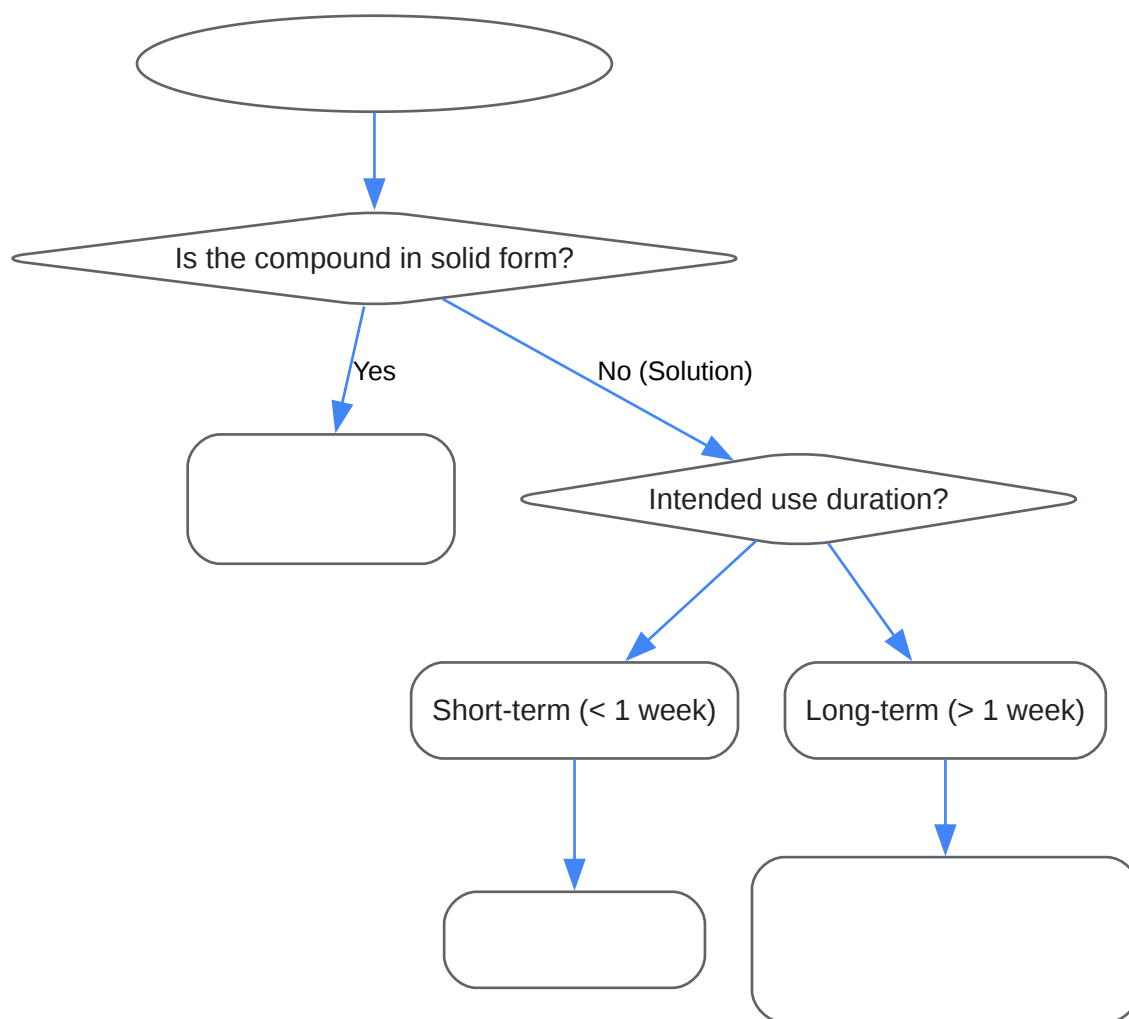 Is the compound in solid form?
Yes
No (Solution)
Intended use duration?
Short-term (< 1 week)
Long-term (> 1 week)